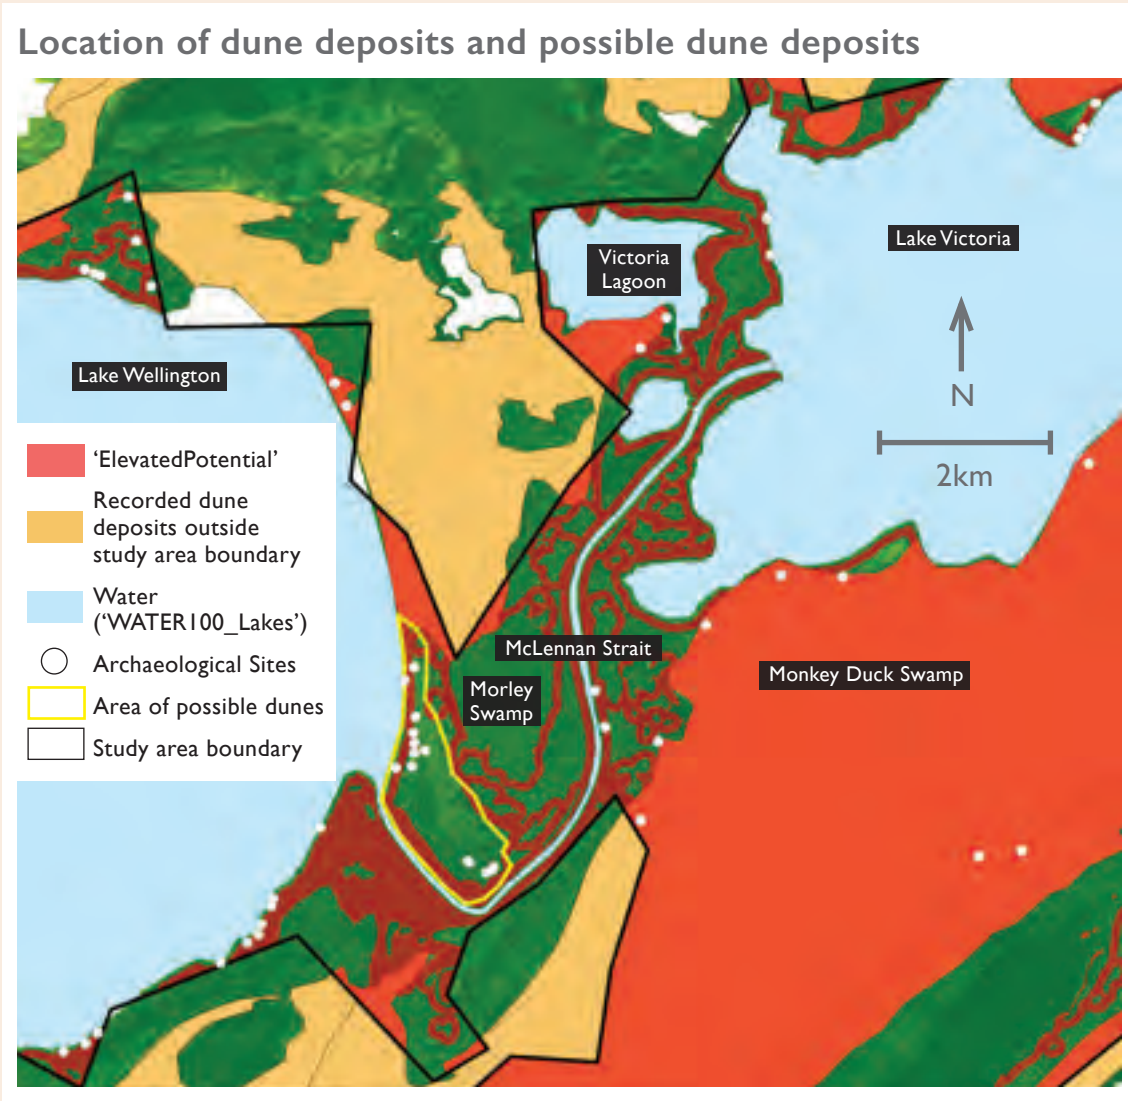 Location of dune deposits and possible dune deposits
Victoria
Lagoon
Lake Victoria
Lake Wellington
N
2km
‘ElevatedPotential’
Recorded dune
deposits outside
study area boundary
Water
(‘WATER100_Lakes’)
Archaeological Sites
Area of possible dunes
Study area boundary
McLennan Strait
Morley
Swamp
Monkey Duck Swamp